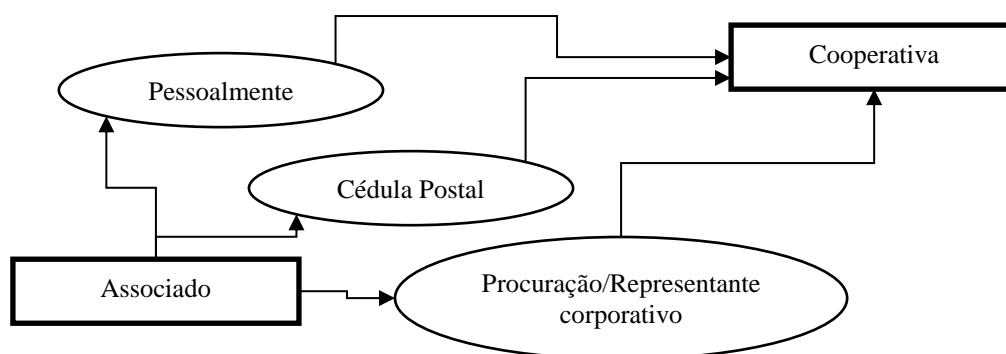 Cooperativa
Pessoalmente
Cédula Postal
Associado
Procuração/Representante
corporativo